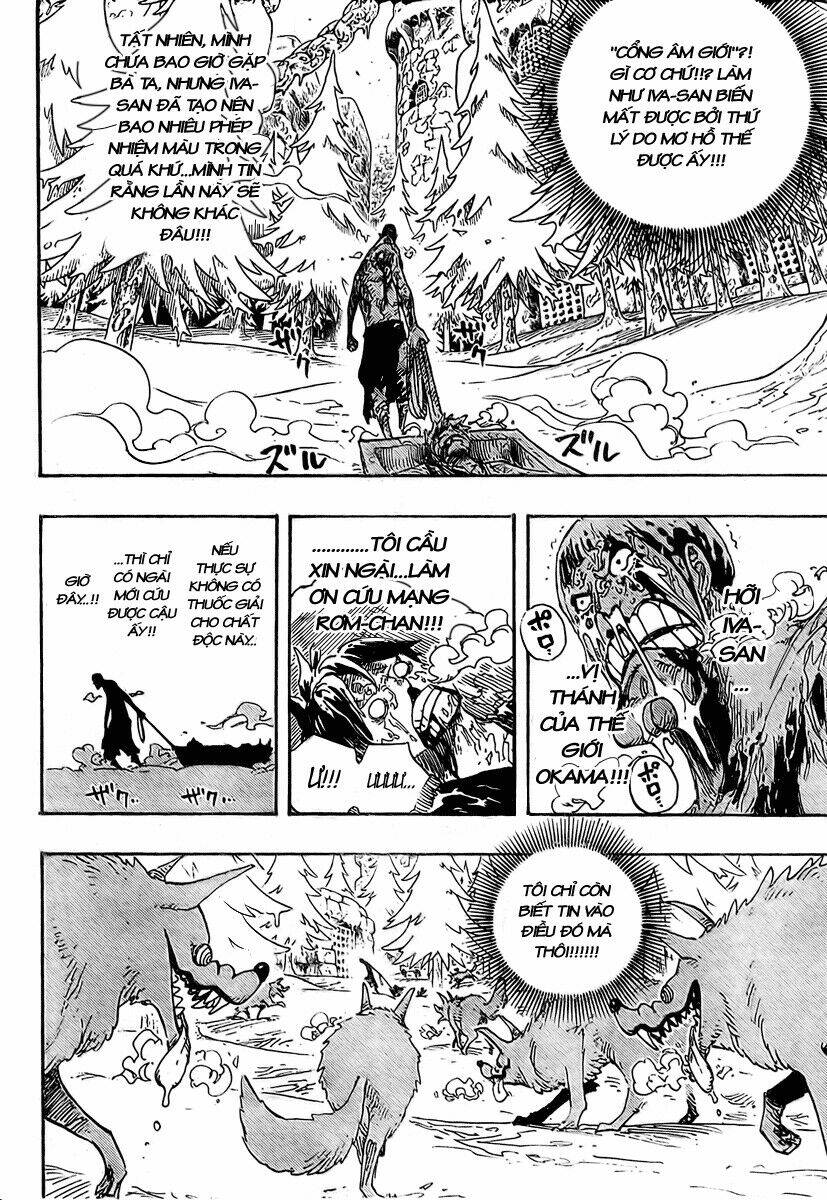 "CỔNG ÂM GIỚI"?!
GÌ CƠ CHỨ!!? LÀM
NHƯ IVA-SAN BIẾN
MẤT ĐƯỢC BỞI THỨ
LÝ DO MƠ HỒ THẾ
ĐƯỢC ẤY!!!
TẤT NHIÊN, MÌNH
CHƯA BAO GIỜ GẶP
BÀ TA, NHƯNG IVA-
SAN ĐÃ TẠO NÊN
BAO NHIÊU PHÉP
NHIỆM MÀU TRONG
QUÁ KHỨ...MÌNH TIN
RẰNG LẦN NÀY SẼ
KHÔNG KHÁC
ĐÂU!!!
ザク
ザク
ズル
ズル
HỠI
IVA-
SAN
...
...VỊ
THÁNH
CỦA THẾ
GIỚI
OKAMA!!!
ポロ
ポロ...
.............TÔI CẦU
XIN NGÀI...LÀM
ƠN CỨU MẠNG
RƠM-CHAN!!!
Ư!!!
ƯƯƯƯ...
NẾU
THỰC SỰ
KHÔNG CÓ
THUỐC GIẢI
CHO CHẤT
ĐỘC NÀY...
...THÌ CHỈ
CÓ NGÀI
MỚI CỨU
ĐƯỢC CẬU
ẤY!!
GIỜ
ĐÂY..!!
ザク...
ザク...
TÔI CHỈ CÒN
BIẾT TIN VÀO
ĐIỀU ĐÓ MÀ
THÔI!!!!!!!